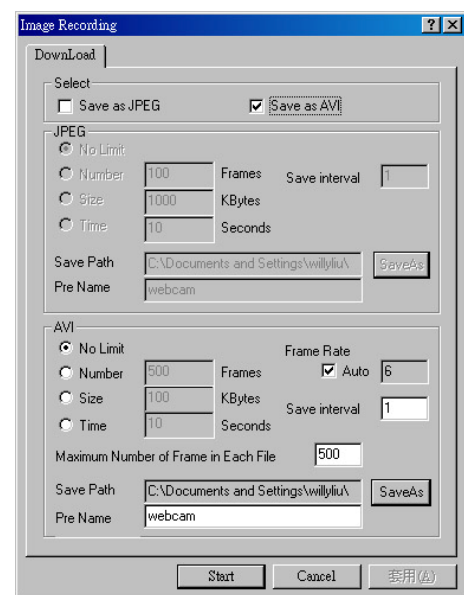 Image Recording
DownLoad
Select
Save as JPEG Save as AVI
JPEG
No Limit
Number 100 Frames Save interval 1
Size 1000 KBytes
Time 10 Seconds
Save Path C:\Documents and Settings\willyliu\ SaveAs
Pre Name webcam
AVI
No Limit Frame Rate
Number 500 Frames Auto 6
Size 100 KBytes
Save interval 1
Time 10 Seconds
Maximum Number of Frame in Each File 500
Save Path C:\Documents and Settings\willyliu\ SaveAs
Pre Name webcam
Start Cancel 套用(A)